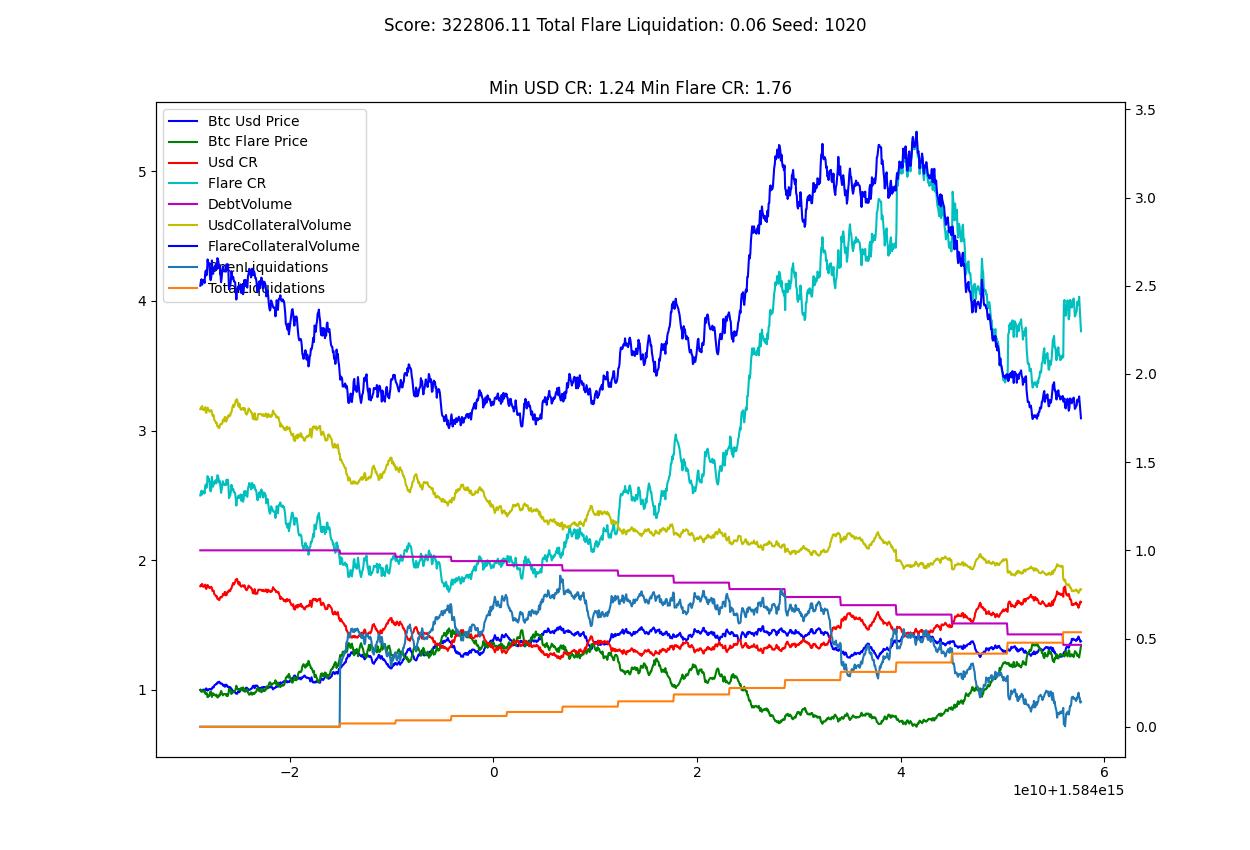 Score: 322806.11 Total Flare Liquidation: 0.06 Seed: 1020
Min USD CR: 1.24 Min Flare CR: 1.76
Btc Usd Price
Btc Flare Price
Usd CR
Flare CR
DebtVolume
UsdCollateralVolume
FlareCollateralVolume
OpenLiquidations
TotalLiquidations
5
4
3
2
1
3.5
3.0
2.5
2.0
1.5
1.0
0.5
0.0
−2
0
2
4
6
1e10+1.584e15